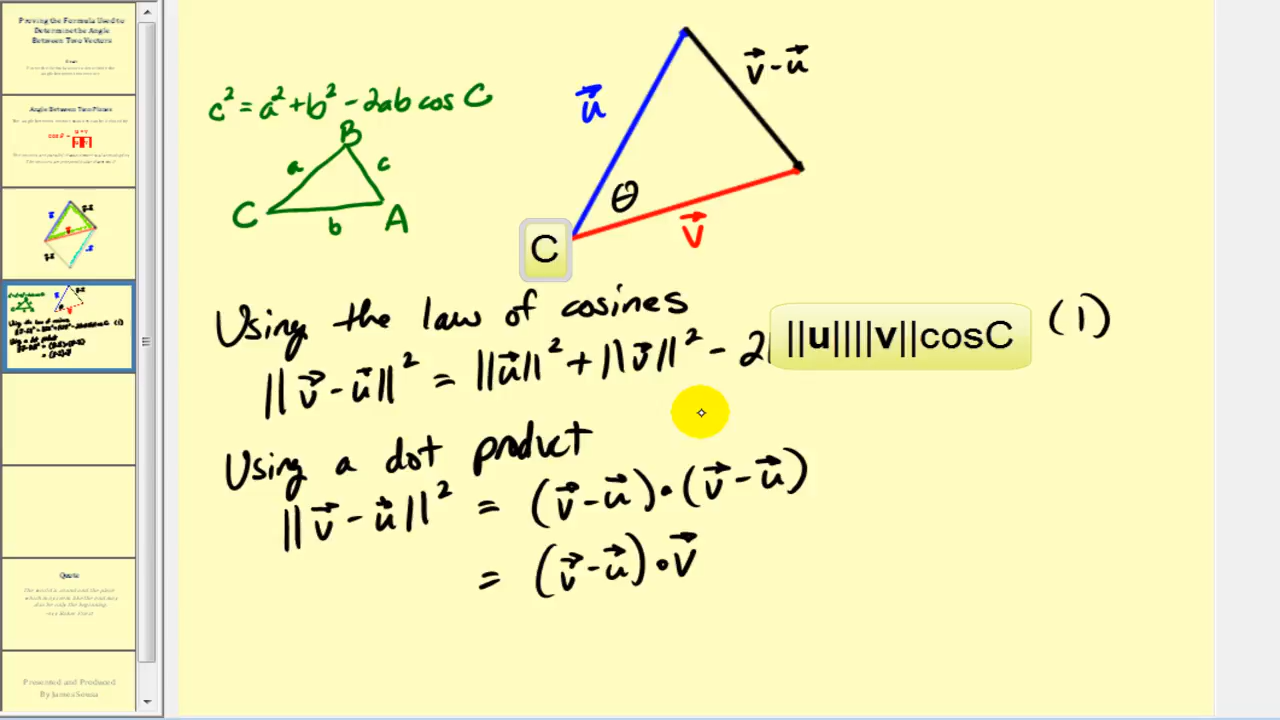 Proving the Formula Used to
Determine the Angle
Between Two Vectors
Angle Between Two Planes
Quote
Presented and Produced
By James Sousa
c² = a² + b² - 2ab cos C
B
a
c
C
b
A
u⃗
v⃗ - u⃗
θ
v⃗
C
Using the law of cosines
||v⃗ - u⃗||² = ||u⃗||² + ||v⃗||² - 2 ||u||||v||cosC (1)
Using a dot product
||v⃗ - u⃗||² = (v⃗ - u⃗) • (v⃗ - u⃗)
= (v⃗ - u⃗) • v⃗